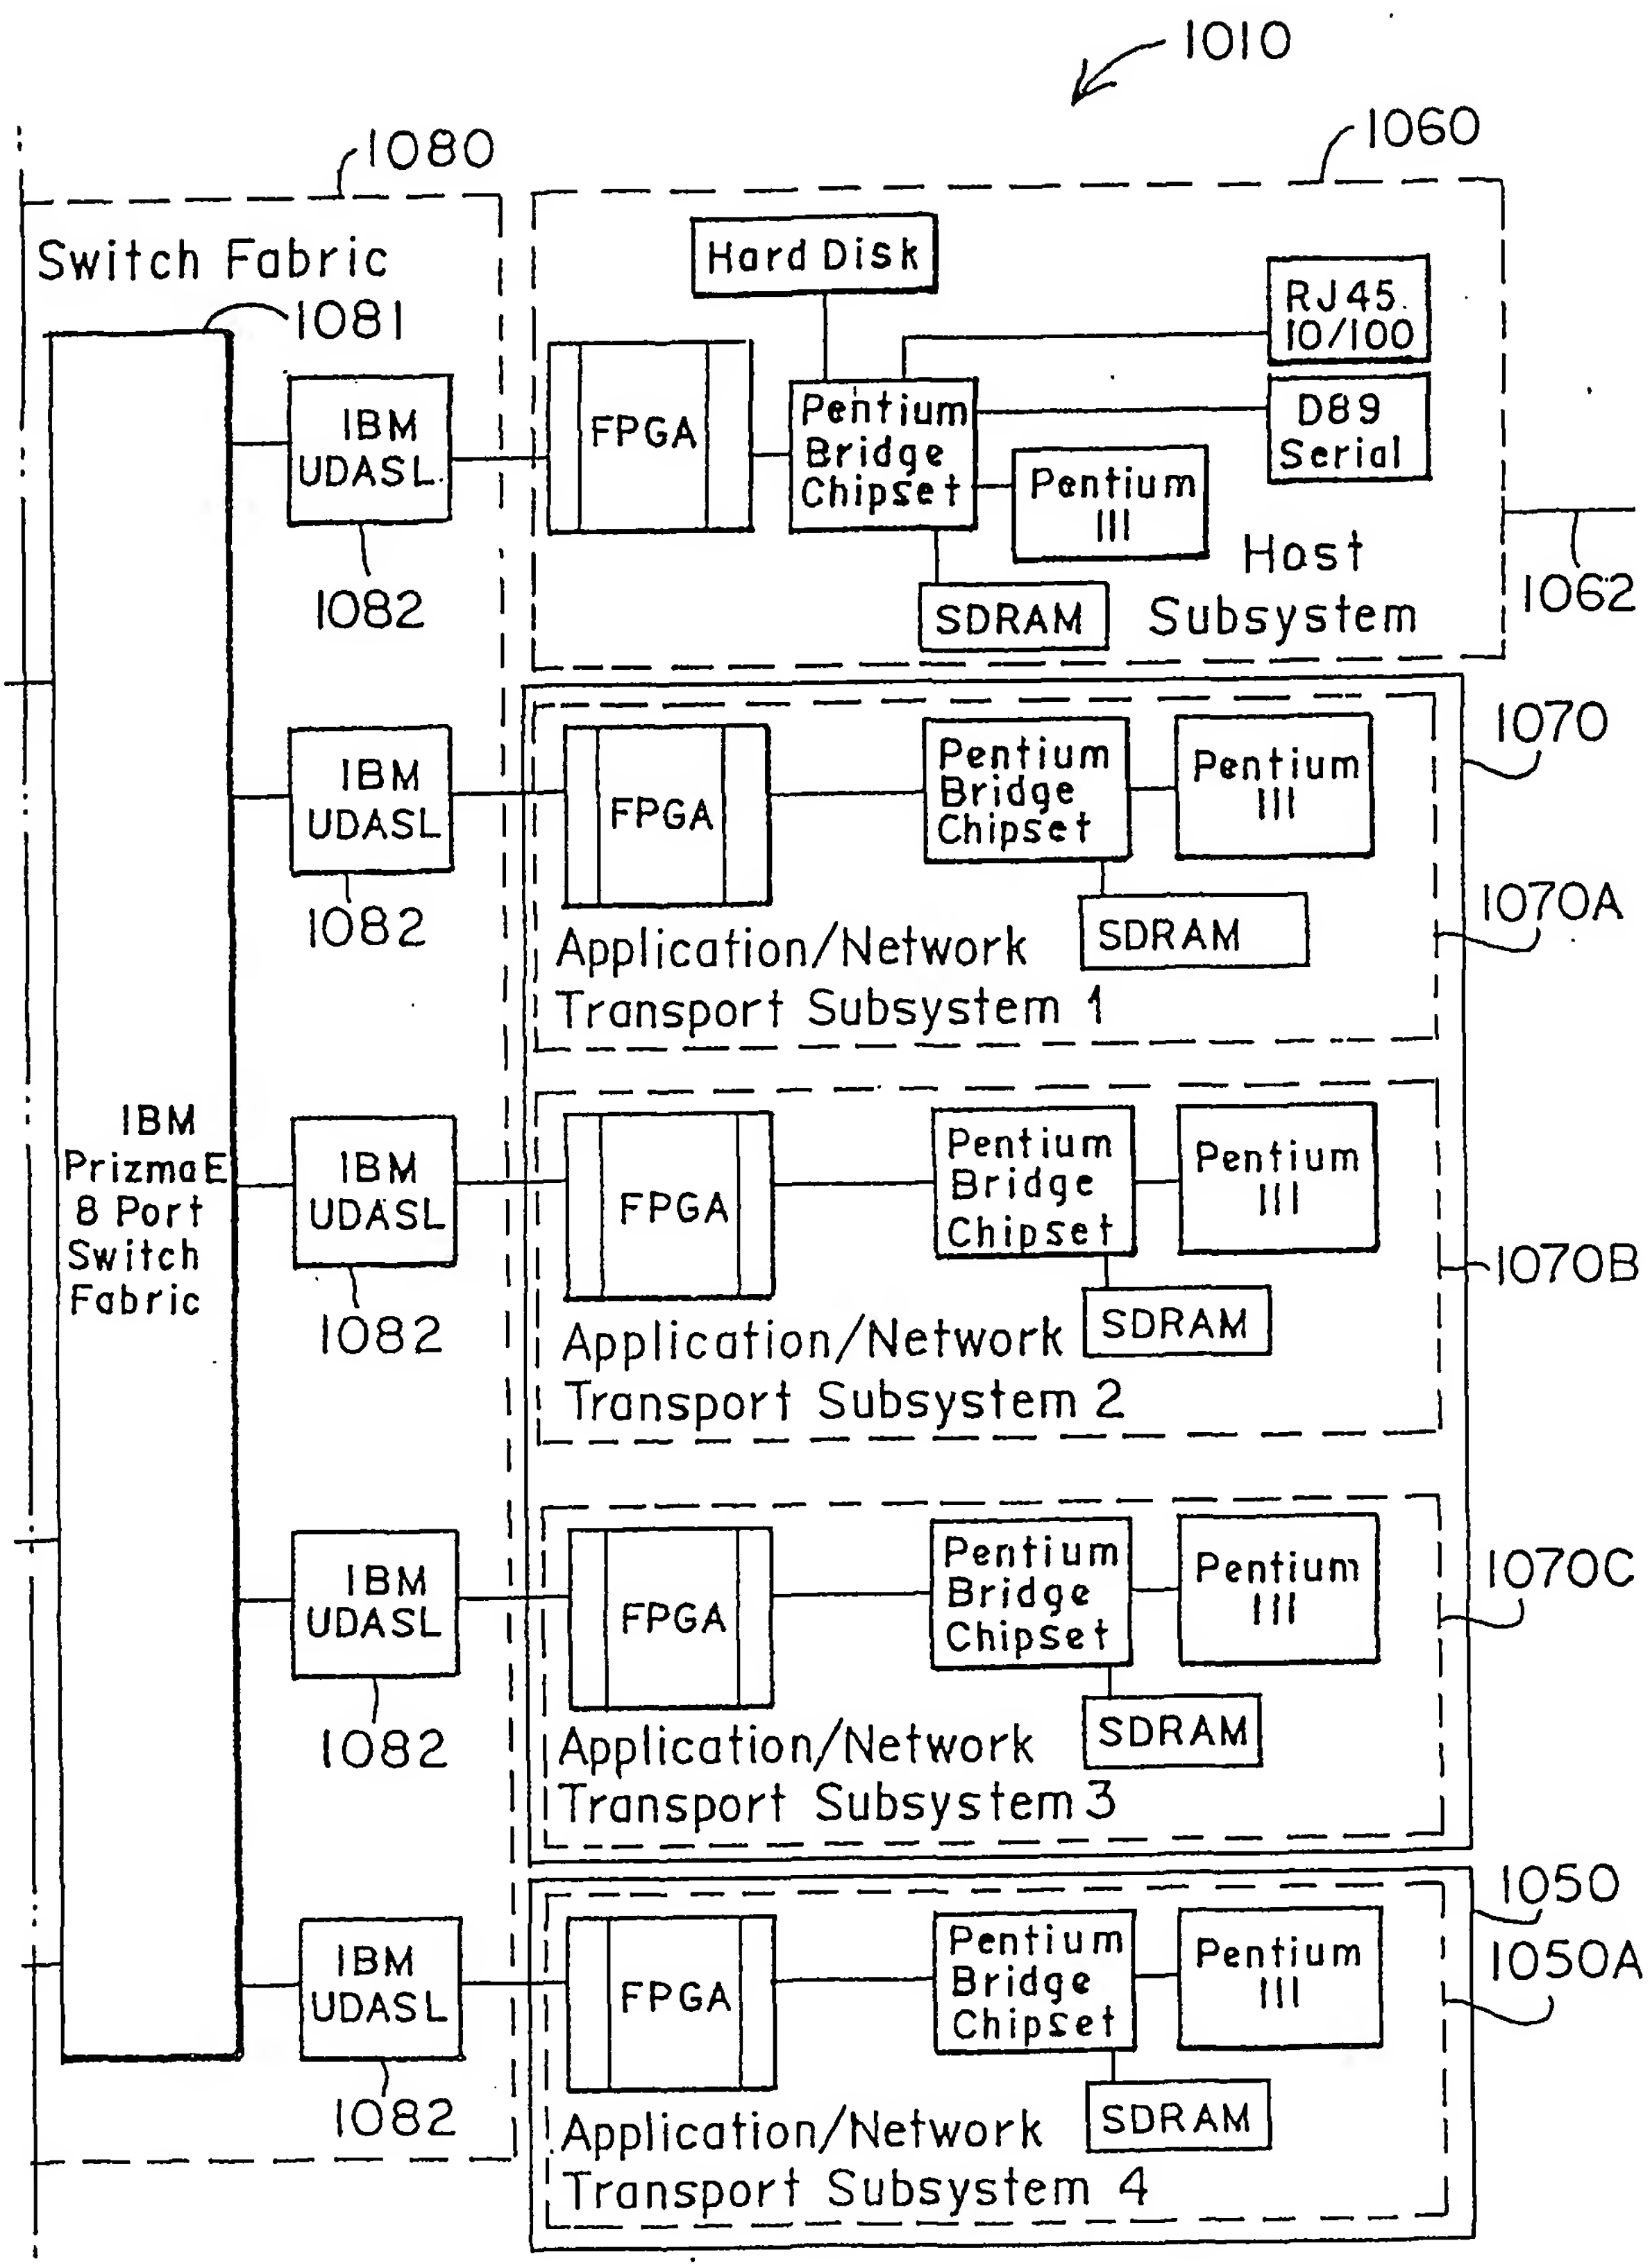 1010
1060
1080
Switch Fabric
1081
Hard Disk
RJ45
10/100
IBM
UDASL
FPGA
Pentium
Bridge
Chipset
D89
Serial
Pentium
III
Host
Subsystem
SDRAM
1062
1082
1070
IBM
UDASL
FPGA
Pentium
Bridge
Chipset
Pentium
III
1082
SDRAM
1070A
Application/Network
Transport Subsystem 1
IBM
PrizmaE
8 Port
Switch
Fabric
IBM
UDASL
FPGA
Pentium
Bridge
Chipset
Pentium
III
1070B
1082
SDRAM
Application/Network
Transport Subsystem 2
IBM
UDASL
FPGA
Pentium
Bridge
Chipset
Pentium
III
1070C
1082
SDRAM
Application/Network
Transport Subsystem 3
1050
1050A
IBM
UDASL
FPGA
Pentium
Bridge
Chipset
Pentium
III
1082
SDRAM
Application/Network
Transport Subsystem 4